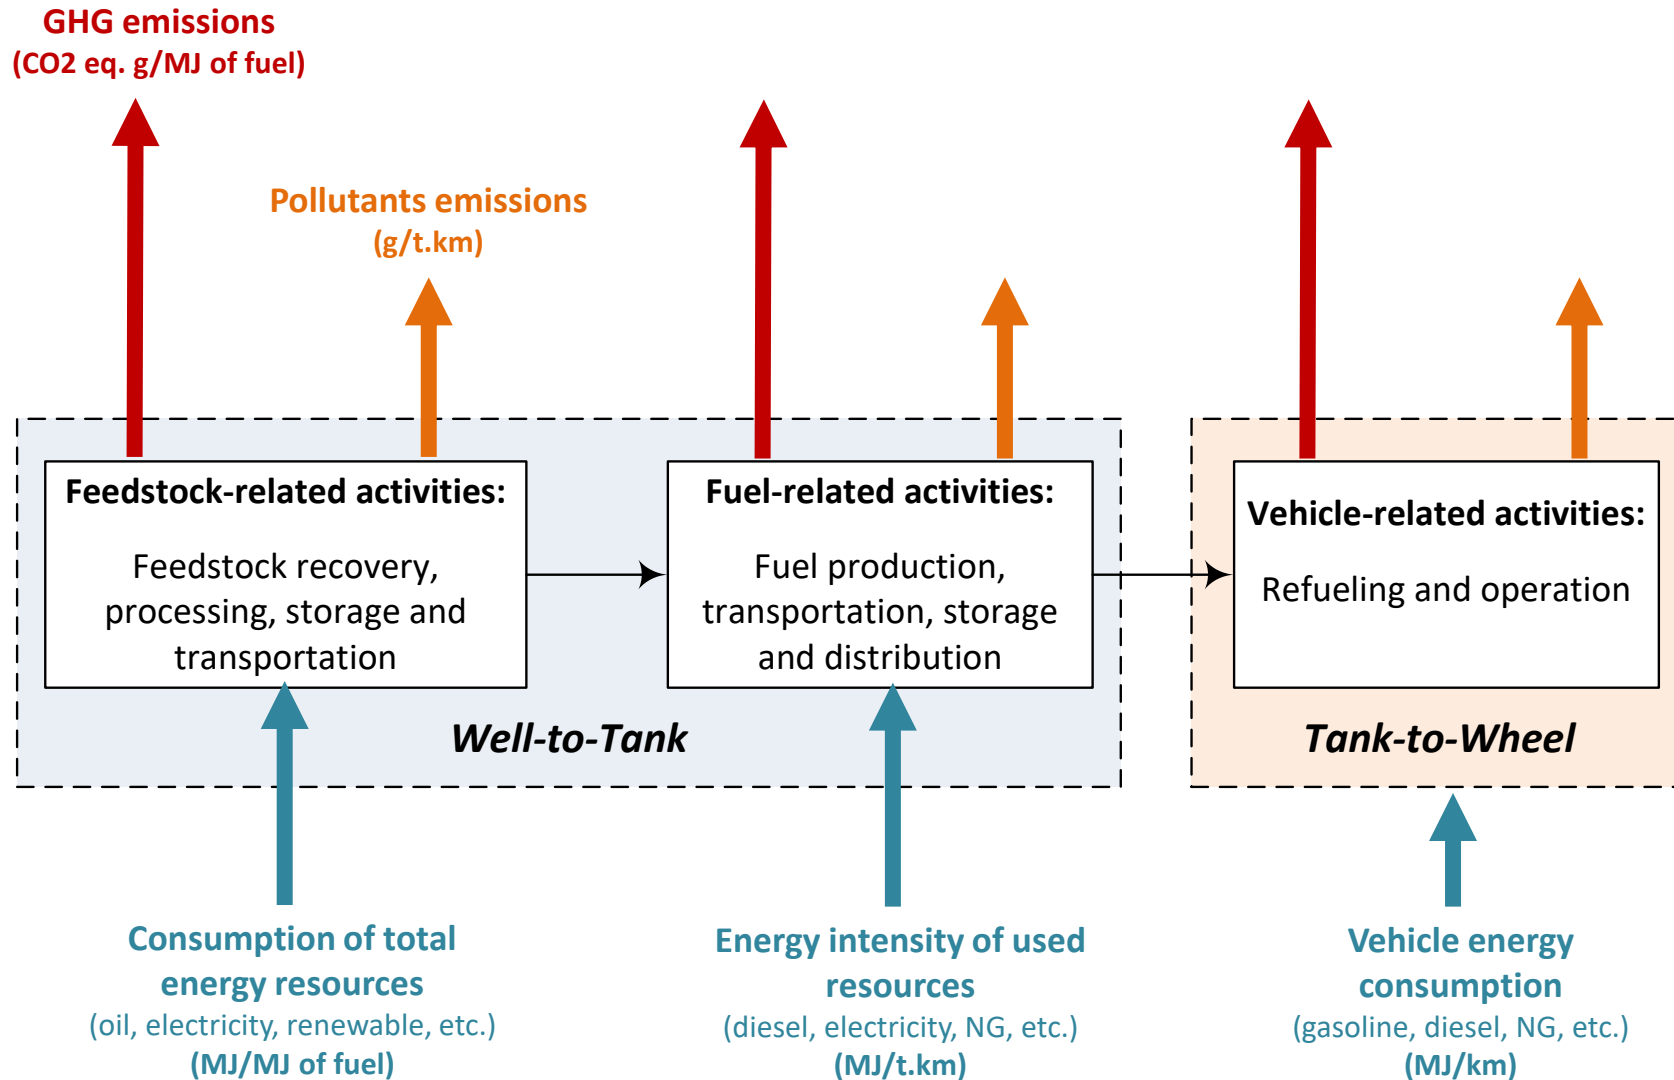 GHG emissions
(CO2 eq. g/MJ of fuel)
Pollutants emissions
(g/t.km)
Feedstock-related activities:
Feedstock recovery,
processing, storage and
transportation
Fuel-related activities:
Fuel production,
transportation, storage
and distribution
Vehicle-related activities:
Refueling and operation
Well-to-Tank
Tank-to-Wheel
Consumption of total
energy resources
(oil, electricity, renewable, etc.)
(MJ/MJ of fuel)
Energy intensity of used
resources
(diesel, electricity, NG, etc.)
(MJ/t.km)
Vehicle energy
consumption
(gasoline, diesel, NG, etc.)
(MJ/km)